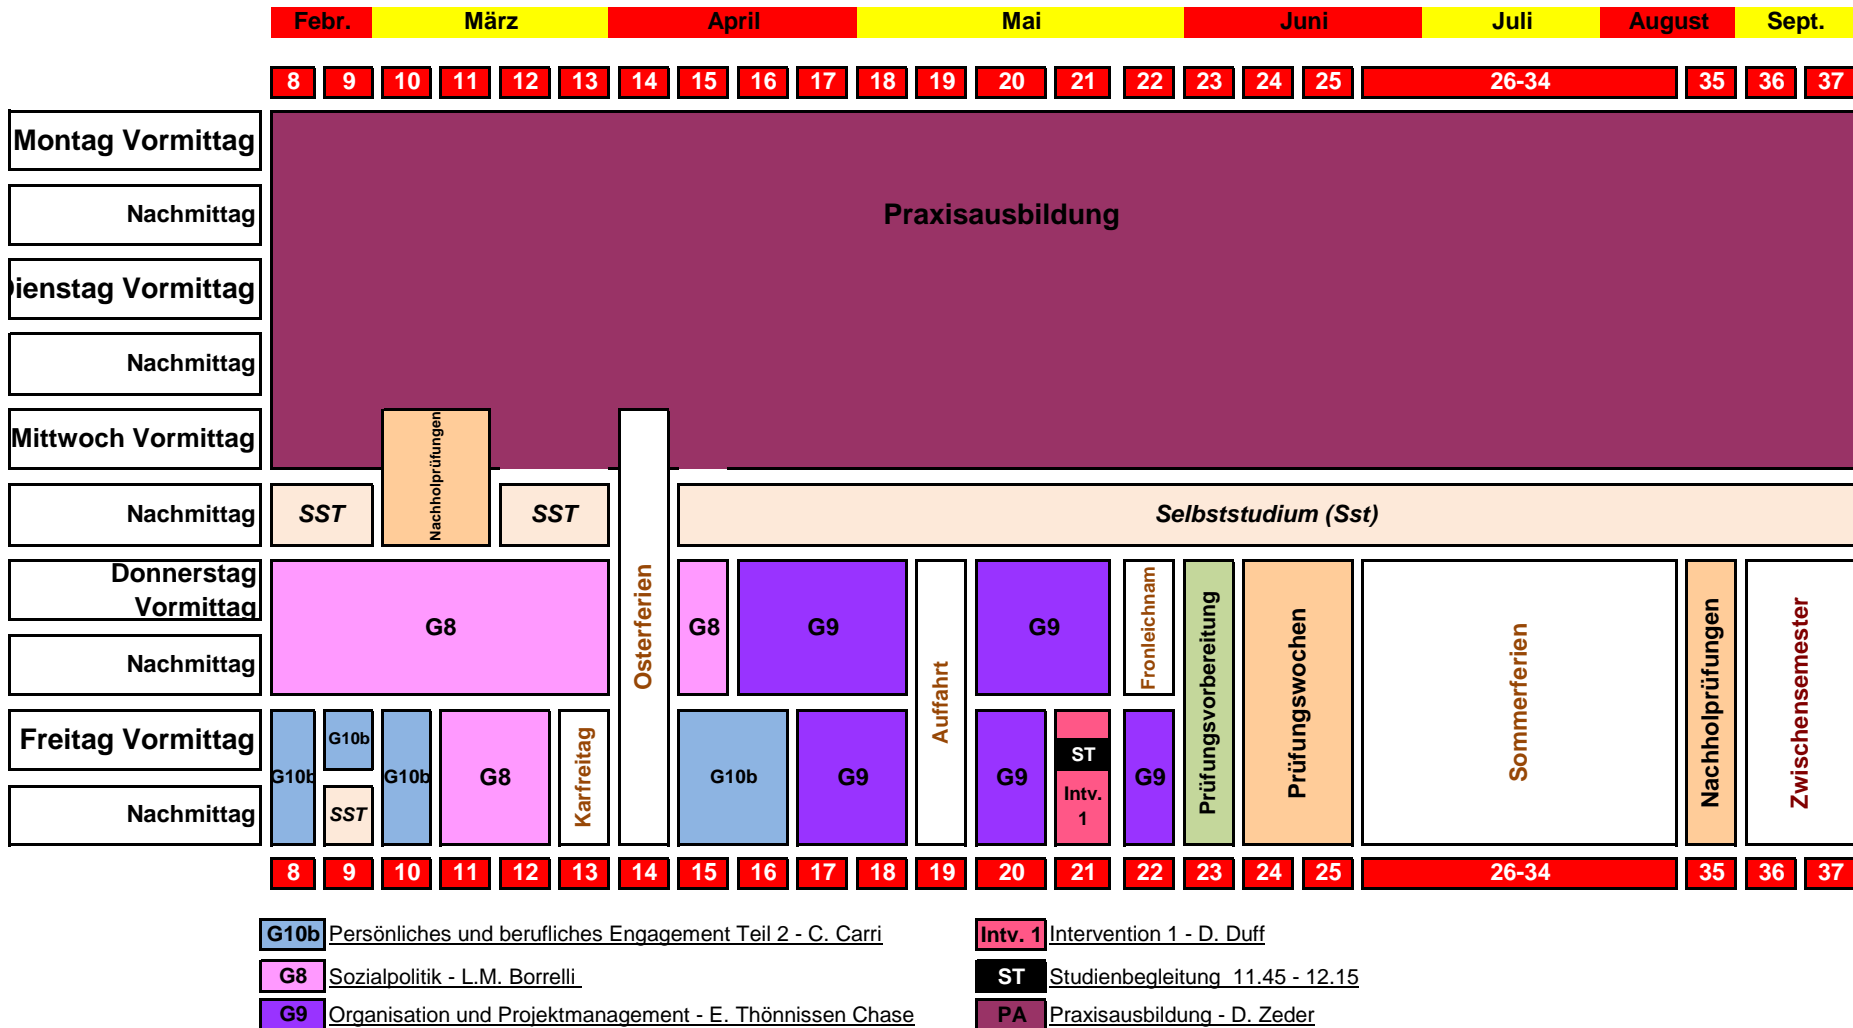 Febr. März April Mai Juni Juli August Sept.
8 9 10 11 12 13 14 15 16 17 18 19 20 21 22 23 24 25 26-34 35 36 37
Montag Vormittag
Nachmittag
Praxisausbildung
ienstag Vormittag
Nachmittag
Mittwoch Vormittag
Nachholprüfungen
Nachmittag
SST
SST
Selbststudium (Sst)
Donnerstag
Vormittag
Nachmittag
G8
Osterferien
G8
G9
Auffahrt
G9
Fronleichnam
Prüfungsvorbereitung
Prüfungswochen
Sommerferien
Nachholprüfungen
Zwischensemester
Freitag Vormittag
Nachmittag
G10b
G10b
SST
G10b
G8
Karfreitag
G10b
G9
G9
ST
Intv.
1
G9
8 9 10 11 12 13 14 15 16 17 18 19 20 21 22 23 24 25 26-34 35 36 37
G10b Persönliches und berufliches Engagement Teil 2 - C. Carri
Intv. 1 Intervention 1 - D. Duff
G8 Sozialpolitik - L.M. Borrelli
ST Studienbegleitung 11.45 - 12.15
G9 Organisation und Projektmanagement - E. Thönnissen Chase
PA Praxisausbildung - D. Zeder